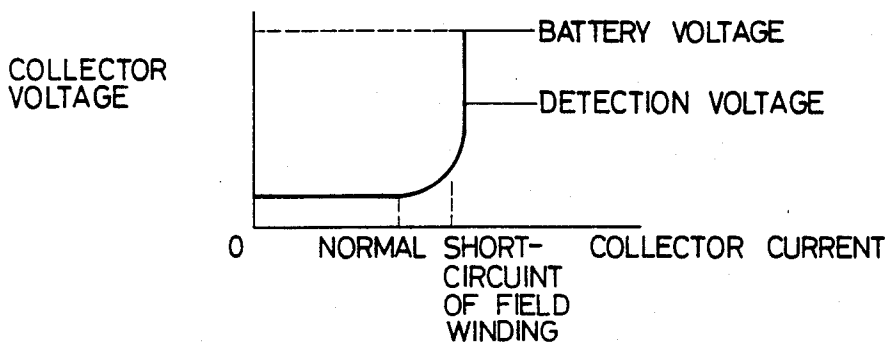 BATTERY VOLTAGE
COLLECTOR
VOLTAGE
DETECTION VOLTAGE
0 NORMAL SHORT- COLLECTOR CURRENT
CIRCUINT
OF FIELD
WINDING